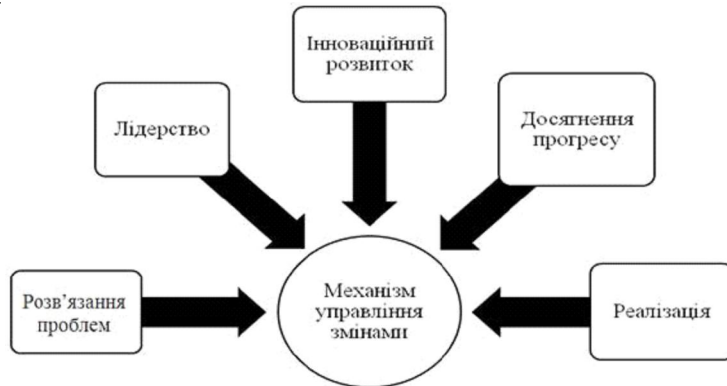 Інноваційний
розвиток
Лідерство
Досягнення
прогресу
Розв’язання
проблем
Механізм
управління
змінами
Реалізація